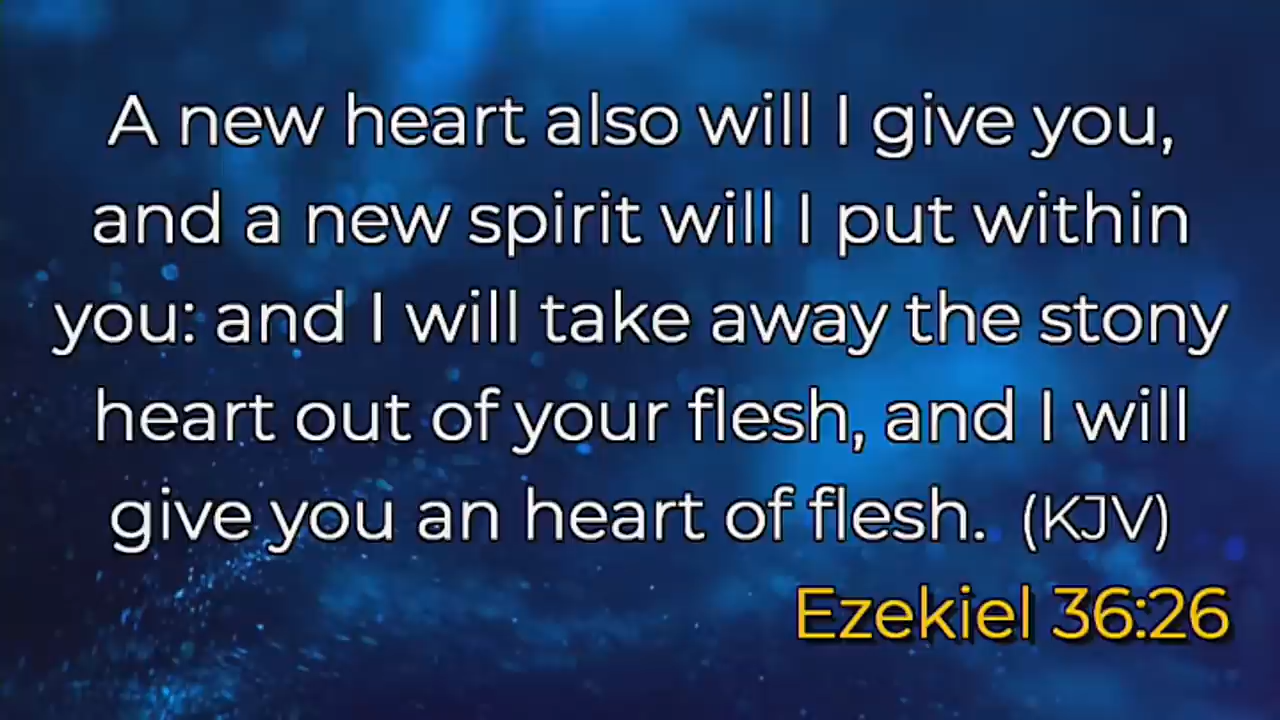 A new heart also will I give you,
and a new spirit will I put within
you: and I will take away the stony
heart out of your flesh, and I will
give you an heart of flesh. (KJV)
Ezekiel 36:26